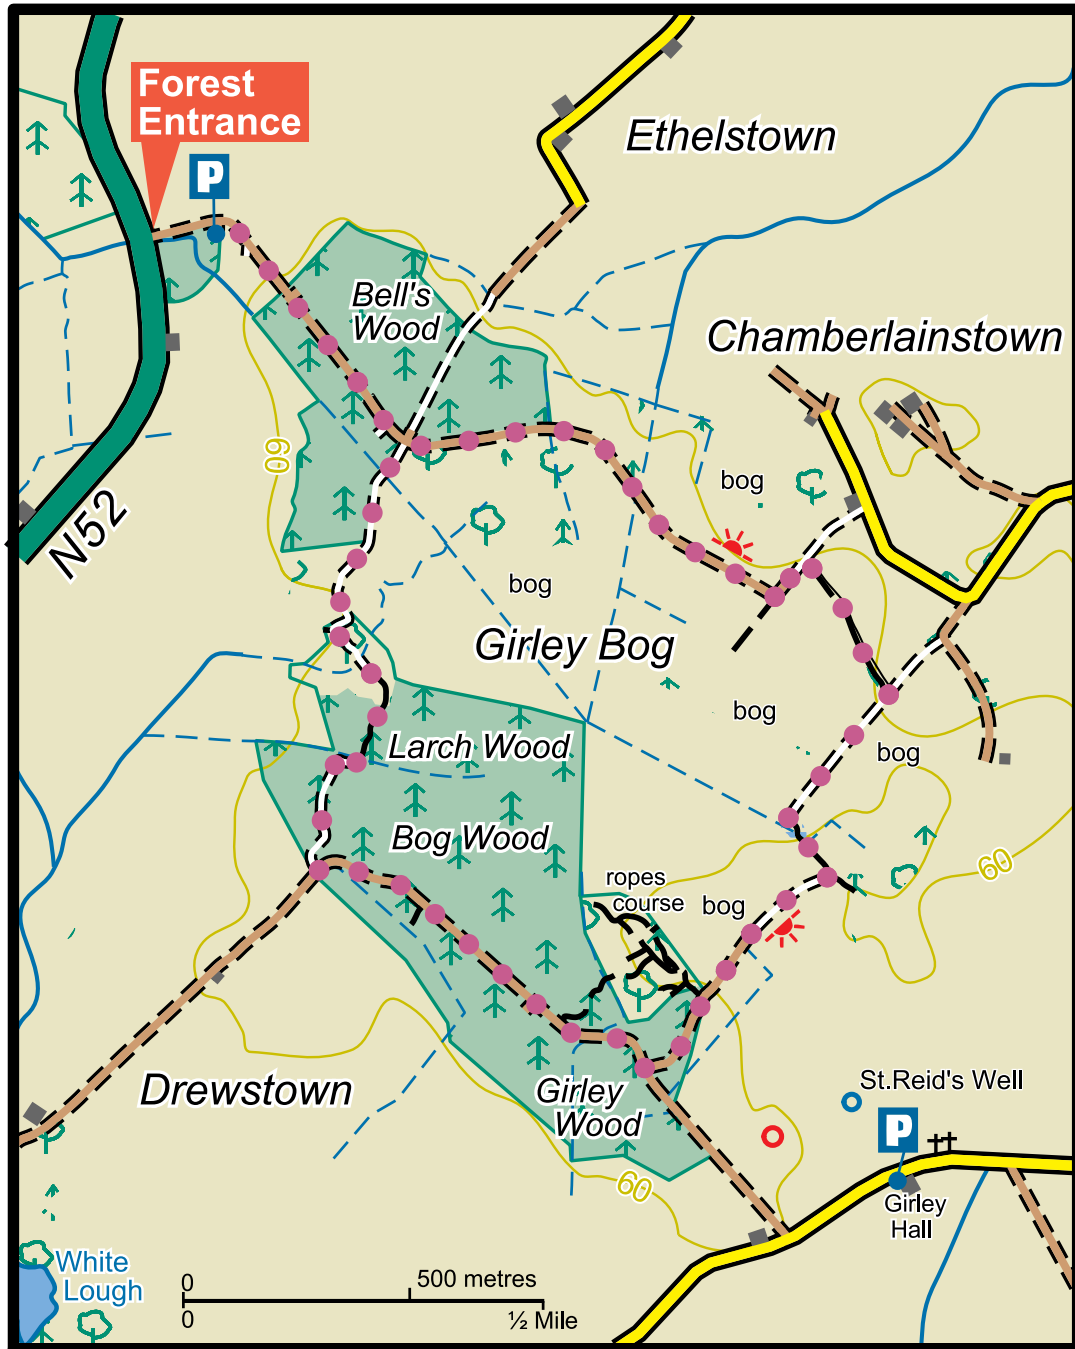 Forest
Entrance
P
Ethelstown
Bell's
Wood
Chamberlainstown
60
N52
bog
bog
Girley Bog
bog
bog
Larch Wood
Bog Wood
ropes
course
bog
60
Drewstown
Girley
Wood
St.Reid's Well
P
60
Girley
Hall
White
Lough
0
500 metres
0
½ Mile